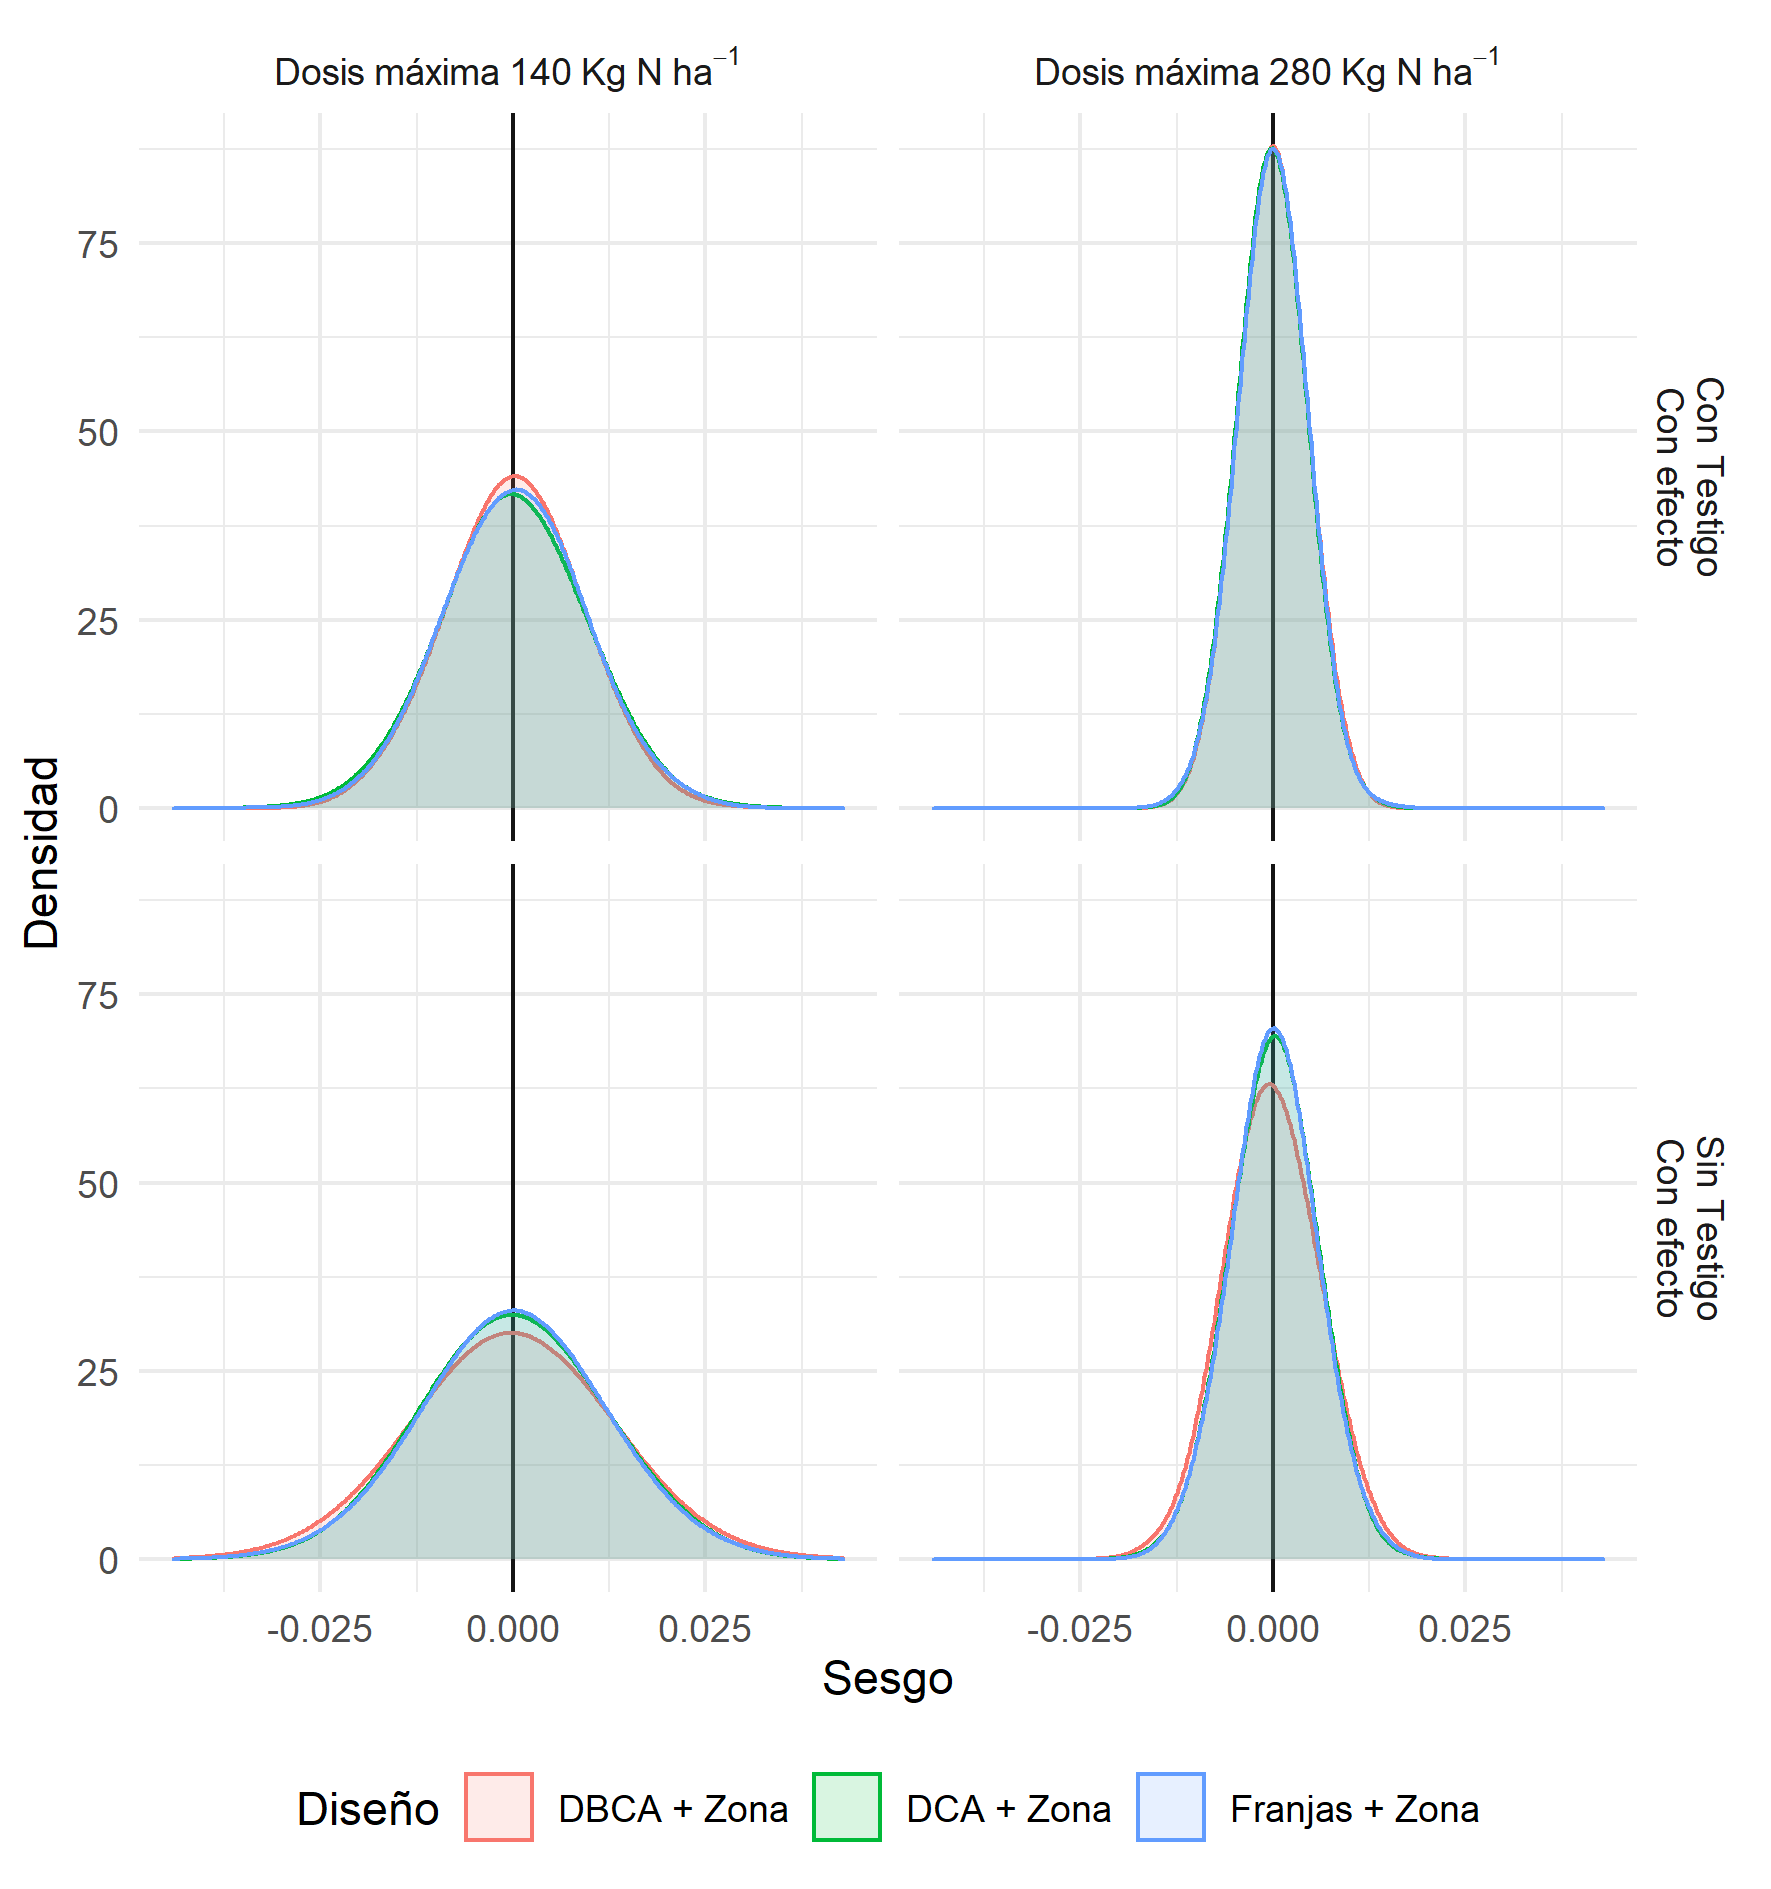 Dosis máxima 140 Kg N ha⁻¹
Dosis máxima 280 Kg N ha⁻¹
75
50
25
0
Con Testigo
Con efecto
Densidad
75
50
25
0
Sin Testigo
Con efecto
-0.025 0.000 0.025
-0.025 0.000 0.025
Sesgo
Diseño DBCA + Zona DCA + Zona Franjas + Zona